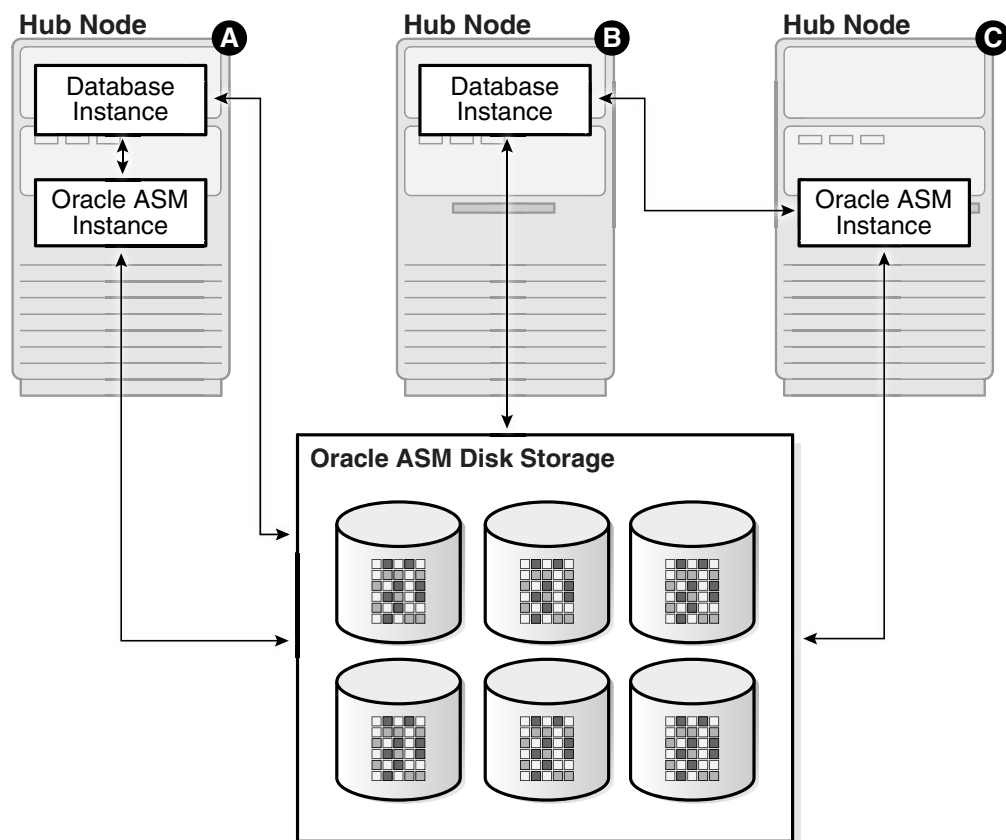 Hub Node
A
Database
Instance
Oracle ASM
Instance
Hub Node
B
Database
Instance
Hub Node
C
Oracle ASM
Instance
Oracle ASM Disk Storage